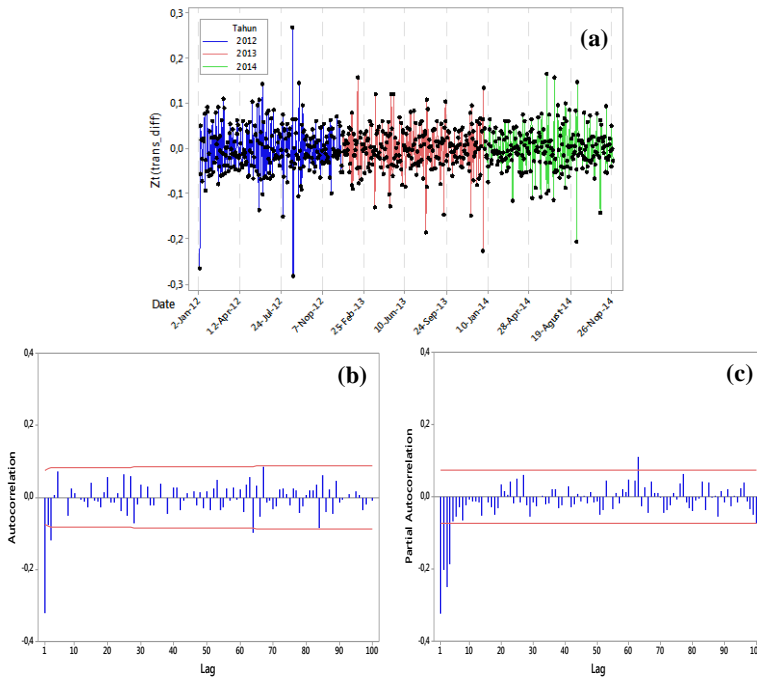 (a)
Tahun
2012
2013
2014
Zt (trans_diff)
0,3
0,2
0,1
0,0
-0,1
-0,2
-0,3
Date
2-Jan-12
12-Apr-12
24-Jul-12
7-Nop-12
25-Feb-13
10-Jun-13
24-Sep-13
10-Jan-14
28-Apr-14
19-Agust-14
26-Nop-14
(b)
Autocorrelation
0,4
0,2
0,0
-0,2
-0,4
1 10 20 30 40 50 60 70 80 90 100
Lag
(c)
Partial Autocorrelation
0,4
0,2
0,0
-0,2
-0,4
1 10 20 30 40 50 60 70 80 90 100
Lag